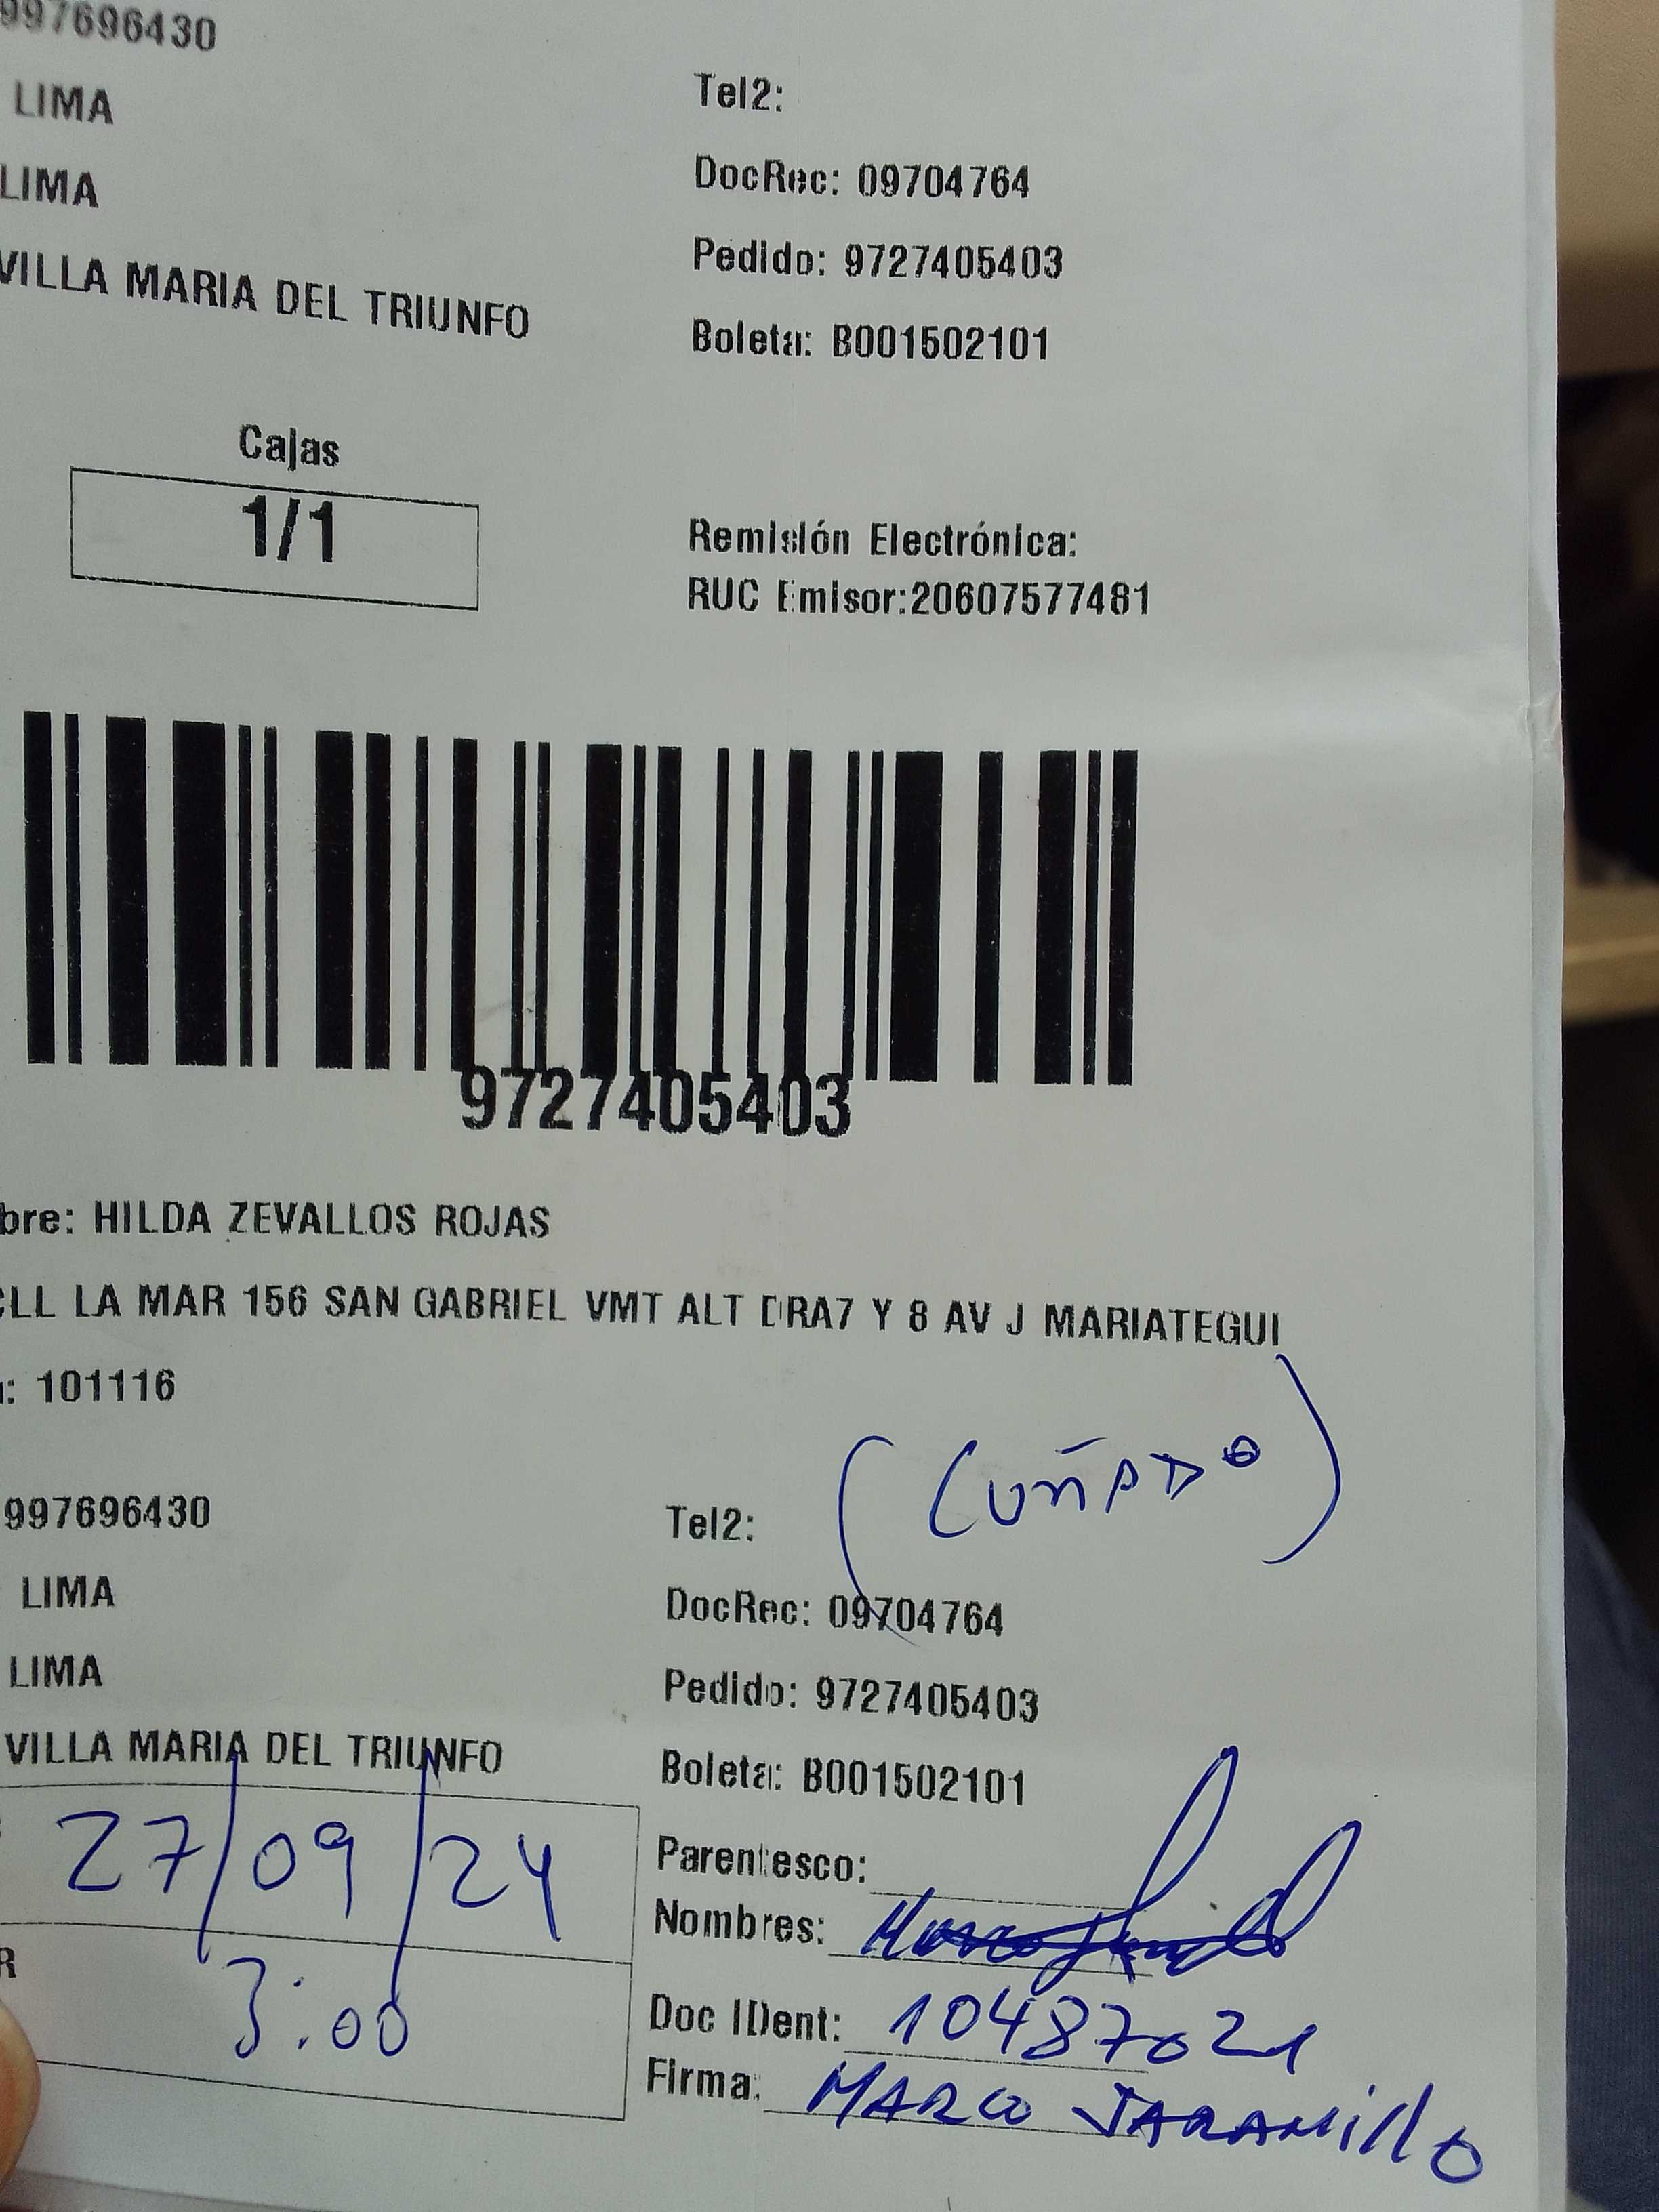 997696430
LIMA
Tel2:
LIMA
DocRec: 09704764
VILLA MARIA DEL TRIUNFO
Pedido: 9727405403
Boleta: B001502101
Cajas
1/1
Remisión Electrónica:
RUC Emisor:20607577481
9727405403
bre: HILDA ZEVALLOS ROJAS
CLL LA MAR 156 SAN GABRIEL VMT ALT DRA7 Y 8 AV J MARIATEGUI
: 101116
(CUÑADO)
997696430
Tel2:
LIMA
DocRec: 09704764
LIMA
Pedido: 9727405403
VILLA MARIA DEL TRIUNFO
Boleta: B001502101
27/09/24
Parentesco:
Nombres:
R
3:00
Doc IDent: 10487021
Firma: MARCO JARAMILLO